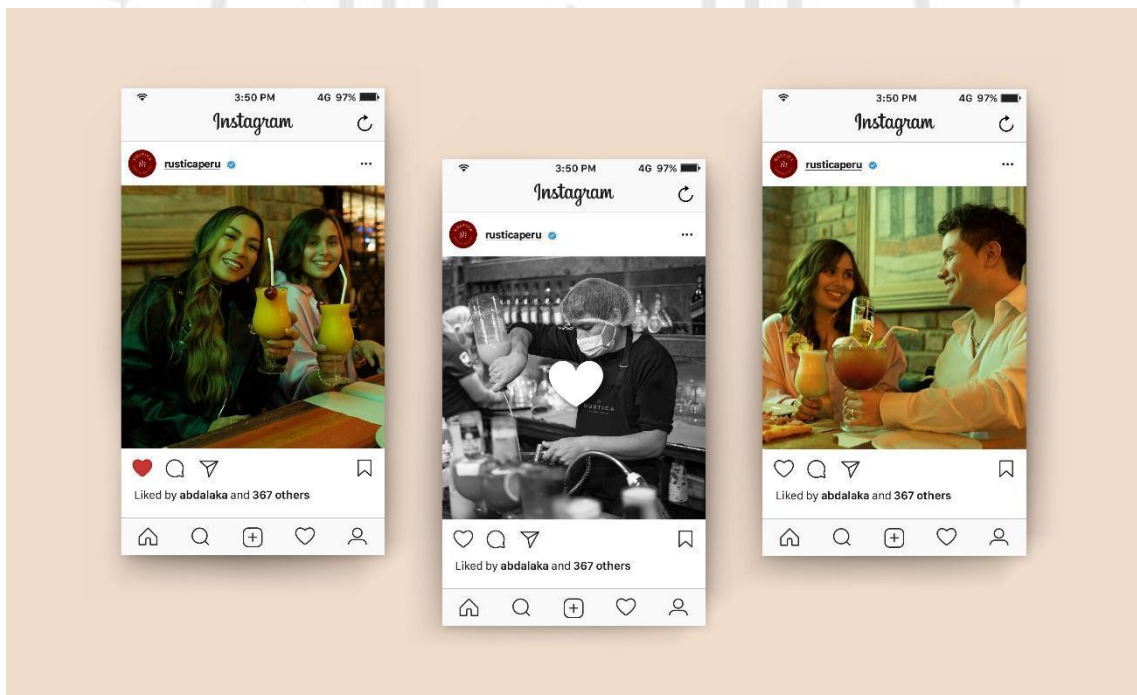 3:50 PM 4G 97%
Instagram
rusticaperu
Liked by abdalaka and 367 others
3:50 PM 4G 97%
Instagram
rusticaperu
RUSTICA
Liked by abdalaka and 367 others
3:50 PM 4G 97%
Instagram
rusticaperu
Liked by abdalaka and 367 others